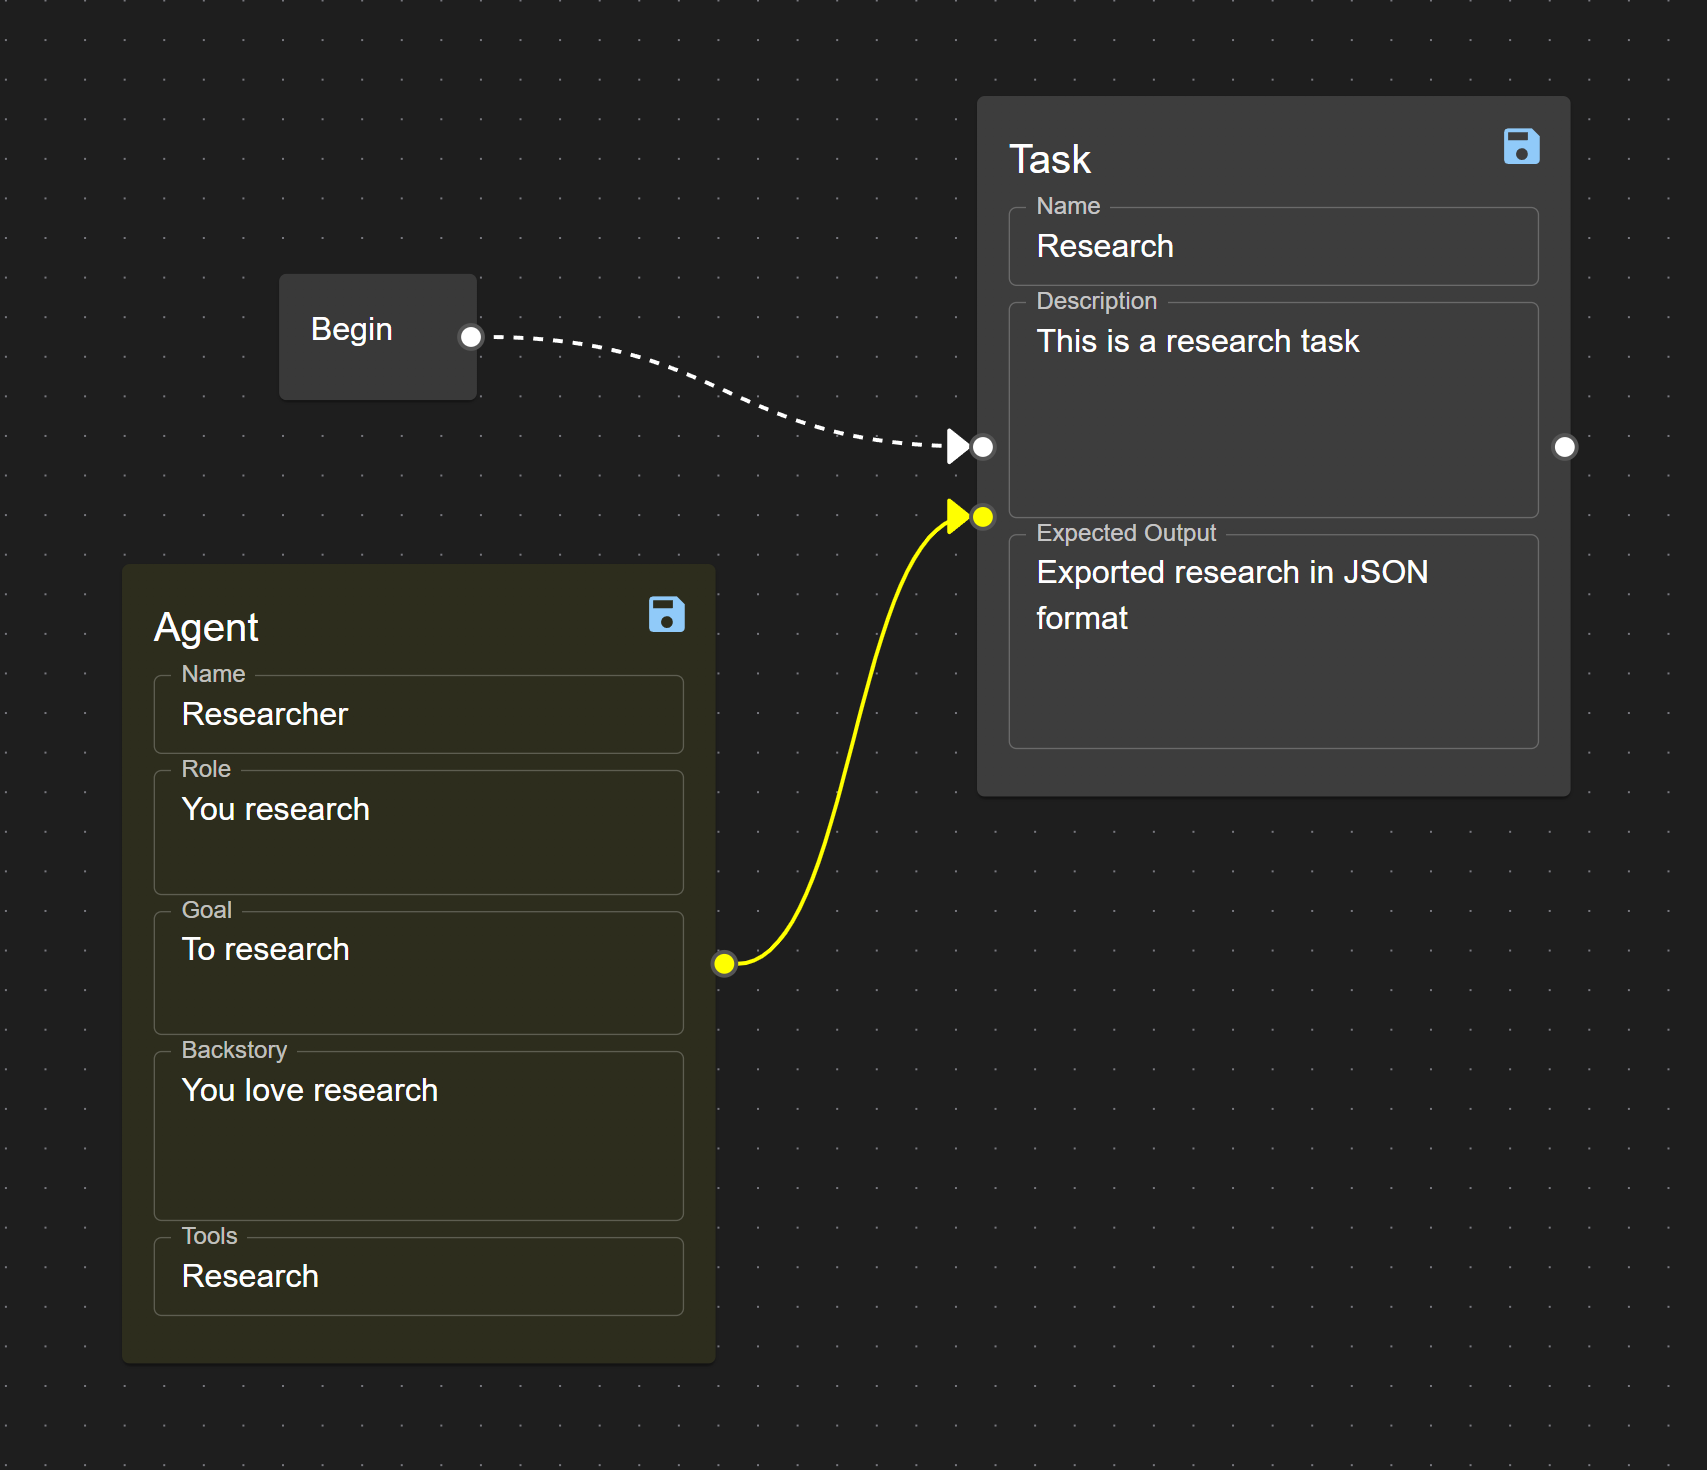 Begin
Task
Name
Research
Description
This is a research task
Expected Output
Exported research in JSON
format
Agent
Name
Researcher
Role
You research
Goal
To research
Backstory
You love research
Tools
Research